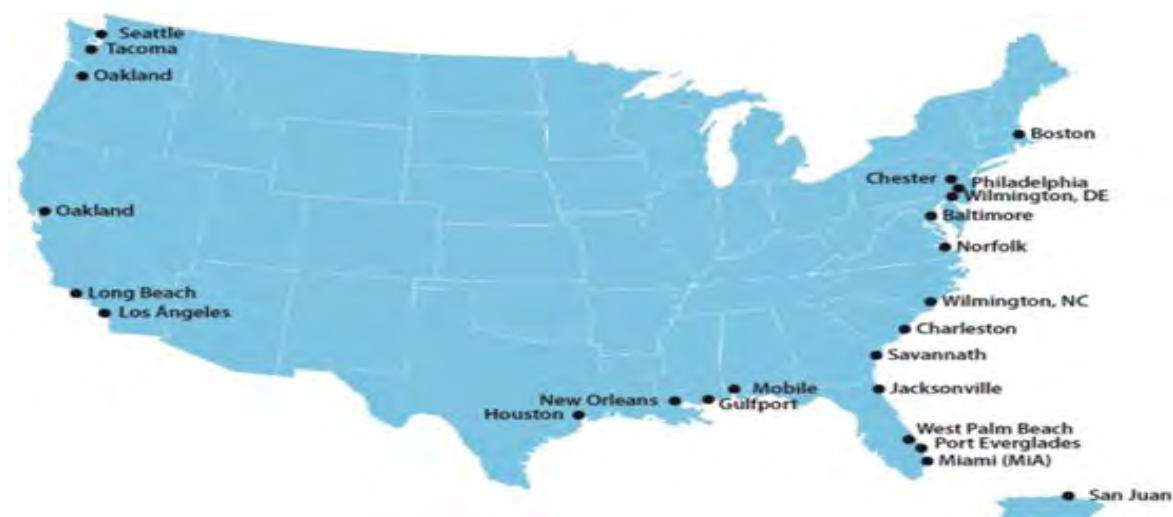 Seattle
Tacoma
Oakland
Boston
Chester
Philadelphia
Wilmington, DE
Oakland
Baltimore
Norfolk
Long Beach
Wilmington, NC
Los Angeles
Charleston
Savannath
Mobile
Jacksonville
New Orleans
Gulfport
Houston
West Palm Beach
Port Everglades
Miami (MiA)
San Juan